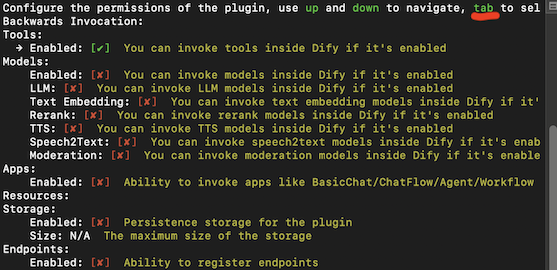 Configure the permissions of the plugin, use up and down to navigate, tab to sel
Backwards Invocation:
Tools:
→ Enabled: [✔] You can invoke tools inside Dify if it's enabled
Models:
Enabled: [✘] You can invoke models inside Dify if it's enabled
LLM: [✘] You can invoke LLM models inside Dify if it's enabled
Text Embedding: [✘] You can invoke text embedding models inside Dify if it'
Rerank: [✘] You can invoke rerank models inside Dify if it's enabled
TTS: [✘] You can invoke TTS models inside Dify if it's enabled
Speech2Text: [✘] You can invoke speech2text models inside Dify if it's enab
Moderation: [✘] You can invoke moderation models inside Dify if it's enable
Apps:
Enabled: [✘] Ability to invoke apps like BasicChat/ChatFlow/Agent/Workflow
Resources:
Storage:
Enabled: [✘] Persistence storage for the plugin
Size: N/A The maximum size of the storage
Endpoints:
Enabled: [✘] Ability to register endpoints